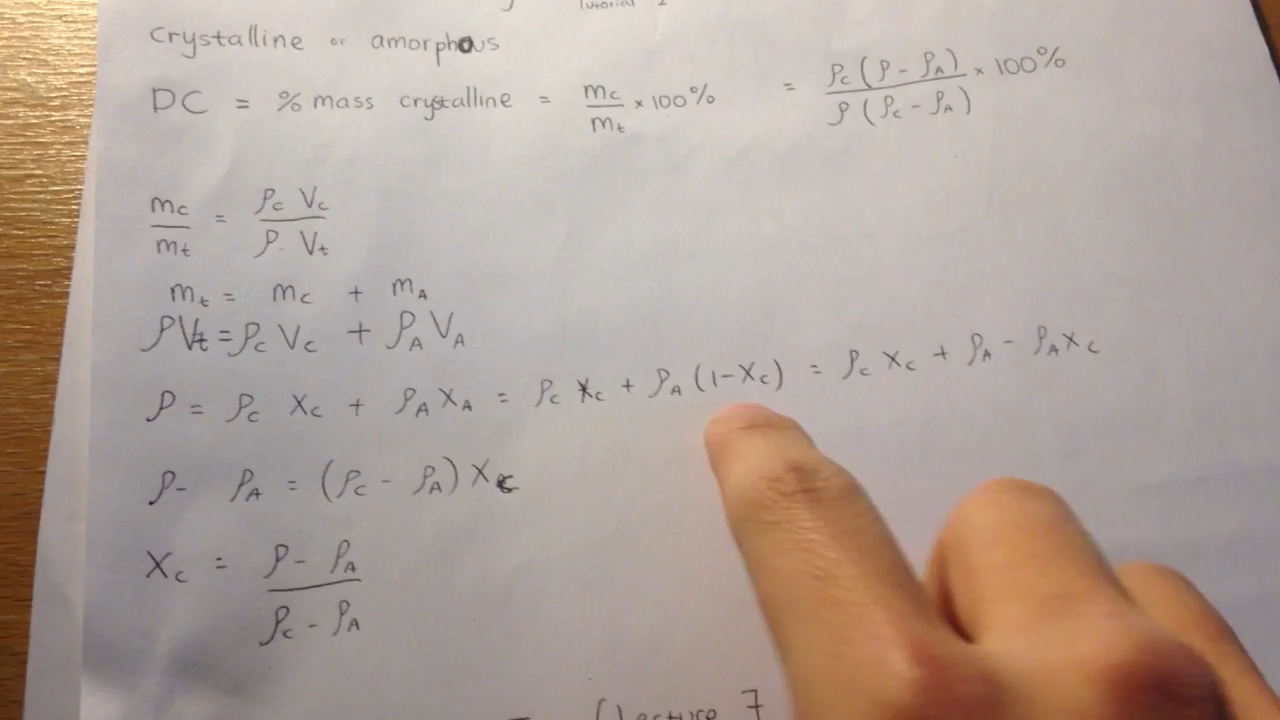 Tutorial
crystalline or amorphous
DC = % mass crystalline = mc/mt × 100% = ρc(ρ - ρA)/ρ(ρc - ρA) × 100%
mc/mt = ρc Vc/ρ. Vt
mt = mc + mA
ρVt = ρc Vc + ρA VA
ρ = ρc Xc + ρA XA = ρc Xc + ρA (1-Xc) = ρc Xc + ρA - ρA Xc
ρ- ρA = (ρc - ρA) Xc
Xc = ρ - ρA/ρc - ρA
(Lecture 7